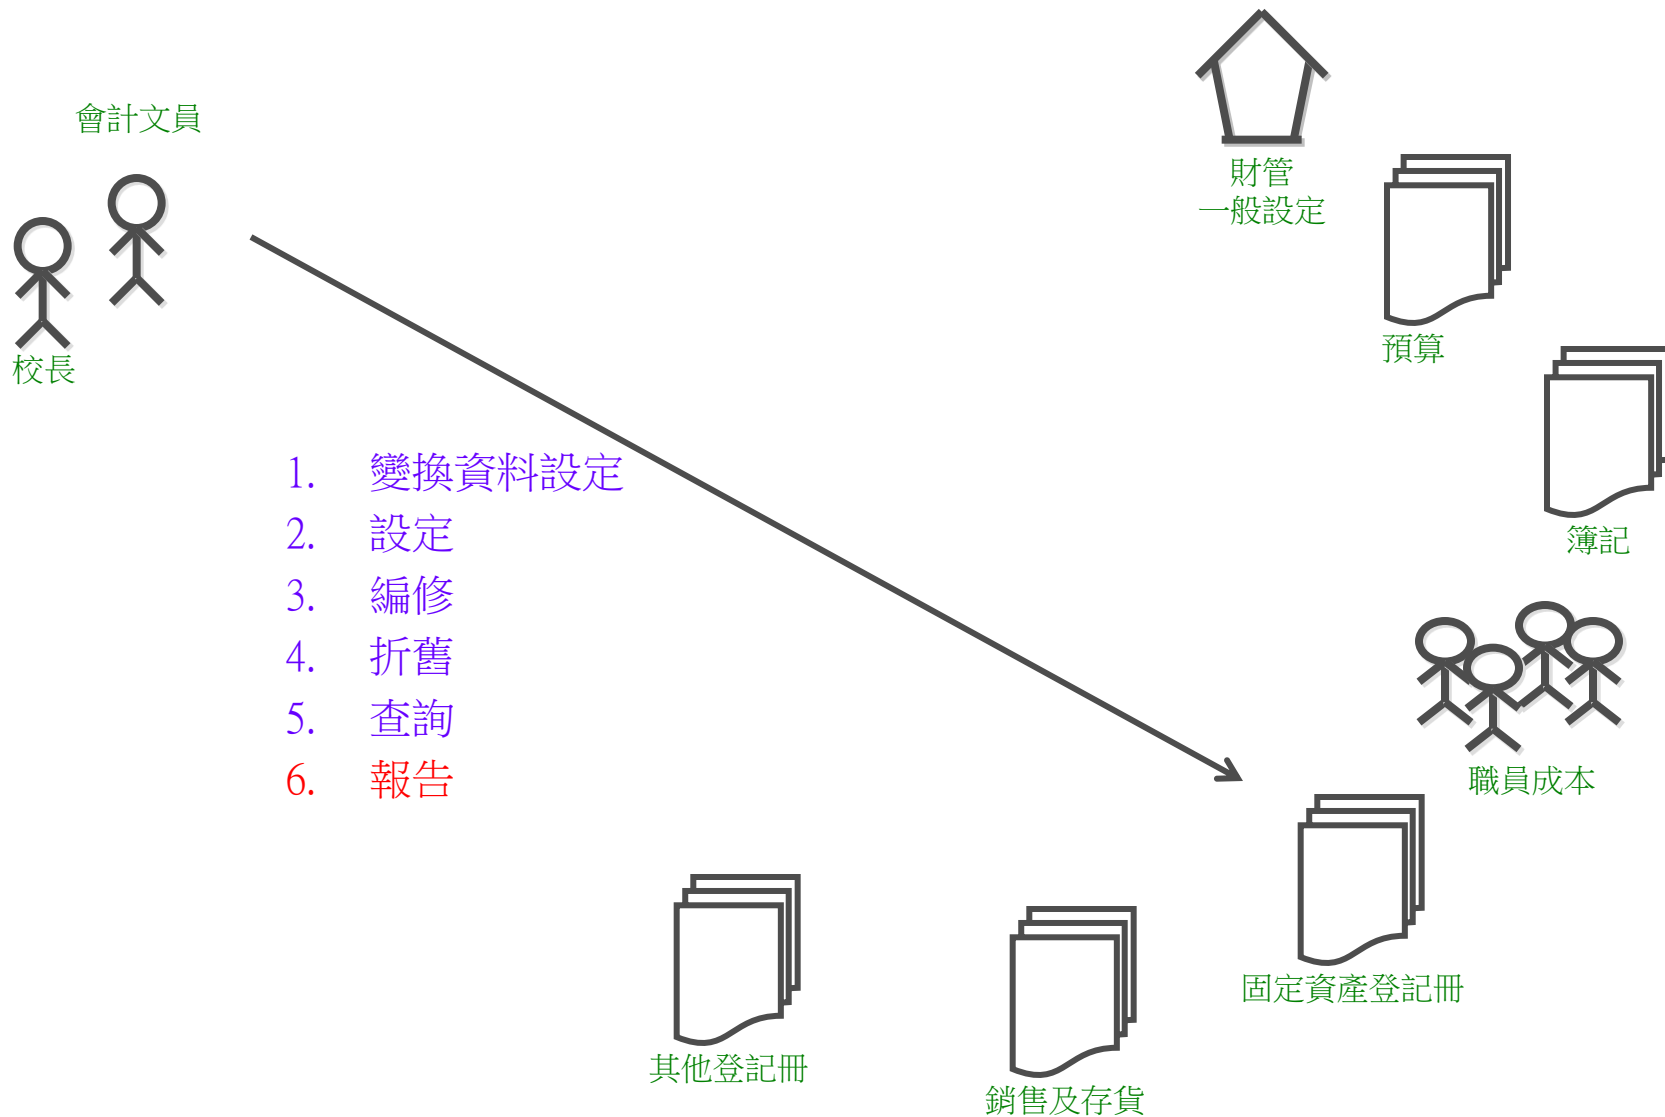 會計文員
校長
財管
一般設定
預算
簿記
1. 變換資料設定
2. 設定
3. 編修
4. 折舊
5. 查詢
6. 報告
職員成本
固定資產登記冊
其他登記冊
銷售及存貨